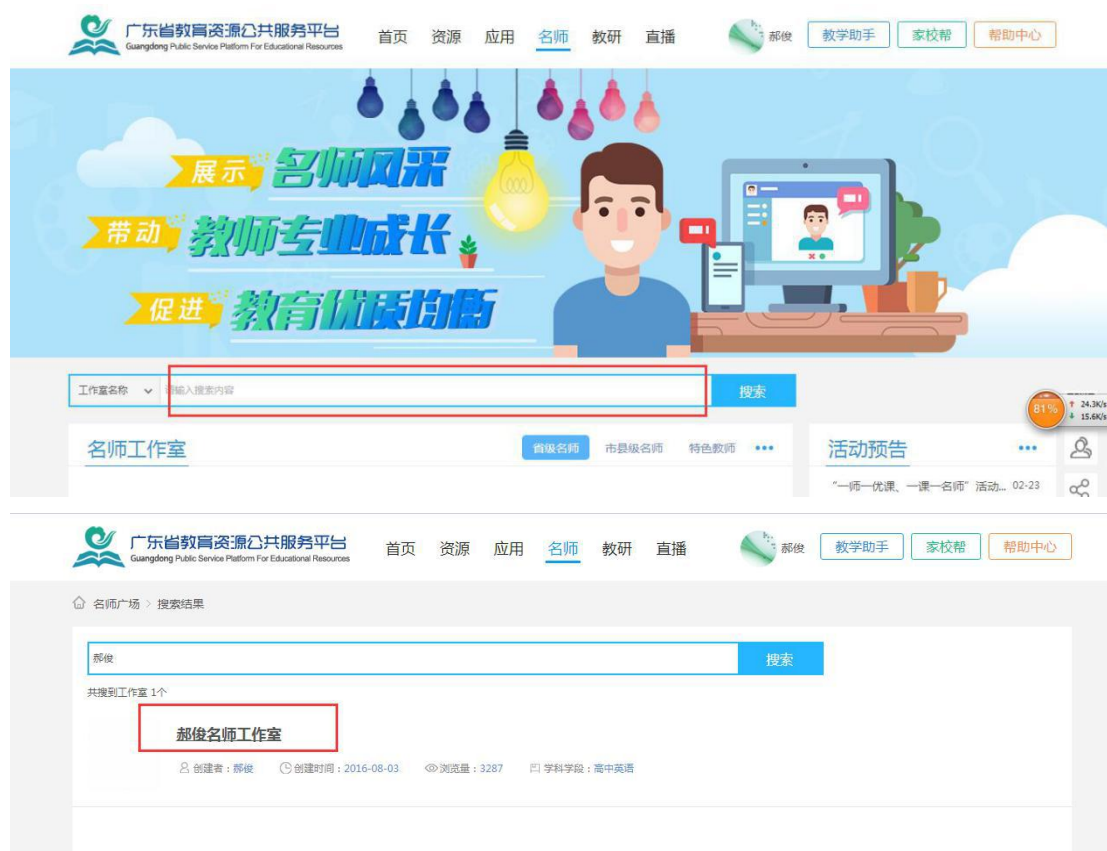 广东省教育资源公共服务平台
Guangdong Public Service Platform For Educational Resources
首页 资源 应用 名师 教研 直播 郝俊 教学助手 家校帮 帮助中心
展示 名师风采
带动 教师专业成长
促进 教育优质均衡
工作室名称 请输入搜索内容 搜索
81% 24.3K/s
15.6K/s
名师工作室 省级名师 市县级名师 特色教师 活动预告
“一师一优课、一课一名师”活动... 02-23
广东省教育资源公共服务平台
Guangdong Public Service Platform For Educational Resources
首页 资源 应用 名师 教研 直播 郝俊 教学助手 家校帮 帮助中心
名师广场 > 搜索结果
郝俊 搜索
共搜到工作室 1个
郝俊名师工作室
创建者：郝俊 创建时间：2016-08-03 浏览量：3287 学科学段：高中英语